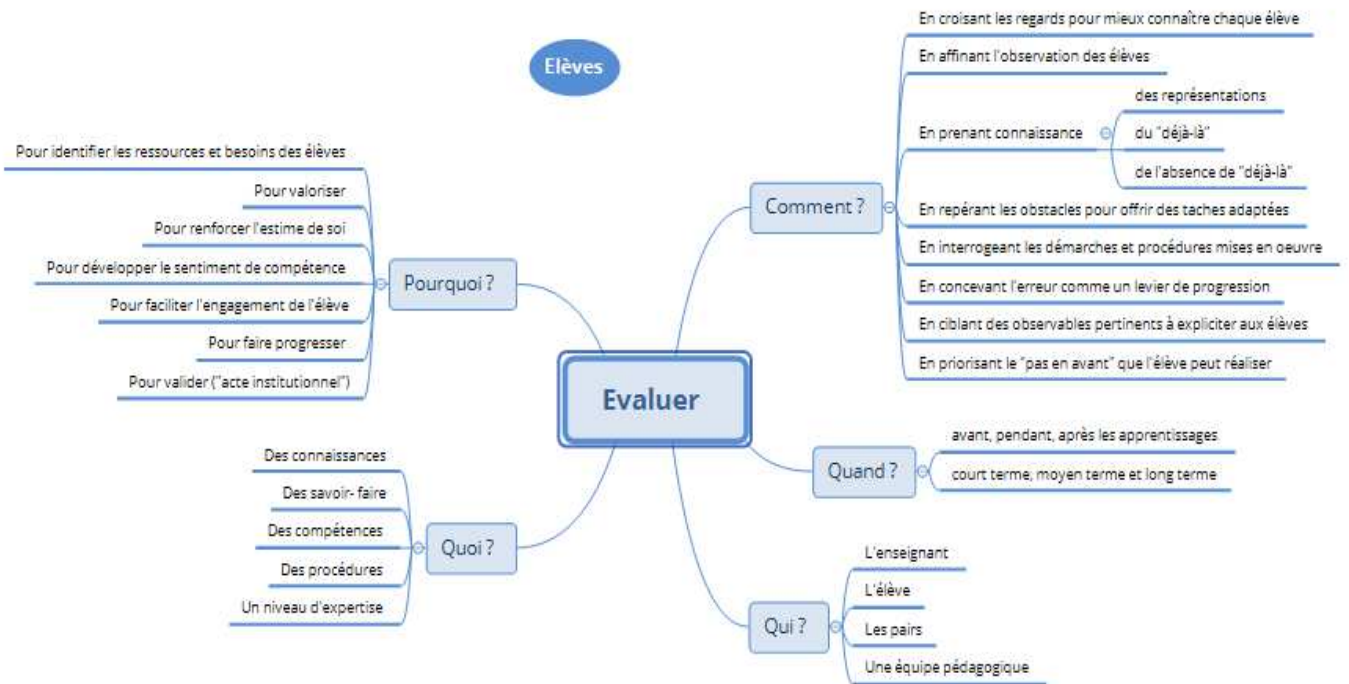 Elèves
Evaluer
Comment ?
En croisant les regards pour mieux connaître chaque élève
En affinant l'observation des élèves
En prenant connaissance
des représentations
du "déjà-là"
de l'absence de "déjà-là"
En repérant les obstacles pour offrir des taches adaptées
En interrogeant les démarches et procédures mises en oeuvre
En concevant l'erreur comme un levier de progression
En ciblant des observables pertinents à expliciter aux élèves
En priorisant le "pas en avant" que l'élève peut réaliser
Quand ?
avant, pendant, après les apprentissages
court terme, moyen terme et long terme
Qui ?
L'enseignant
L'élève
Les pairs
Une équipe pédagogique
Pourquoi ?
Pour identifier les ressources et besoins des élèves
Pour valoriser
Pour renforcer l'estime de soi
Pour développer le sentiment de compétence
Pour faciliter l'engagement de l'élève
Pour faire progresser
Pour valider ("acte institutionnel")
Quoi ?
Des connaissances
Des savoir- faire
Des compétences
Des procédures
Un niveau d'expertise